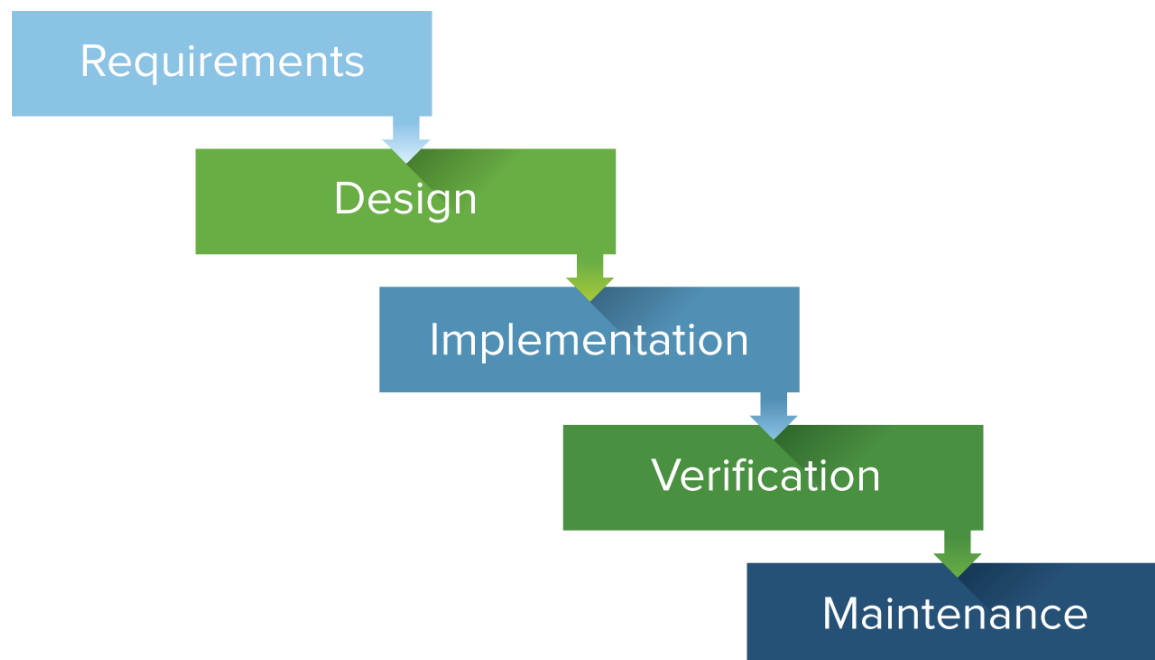 Requirements
Design
Implementation
Verification
Maintenance